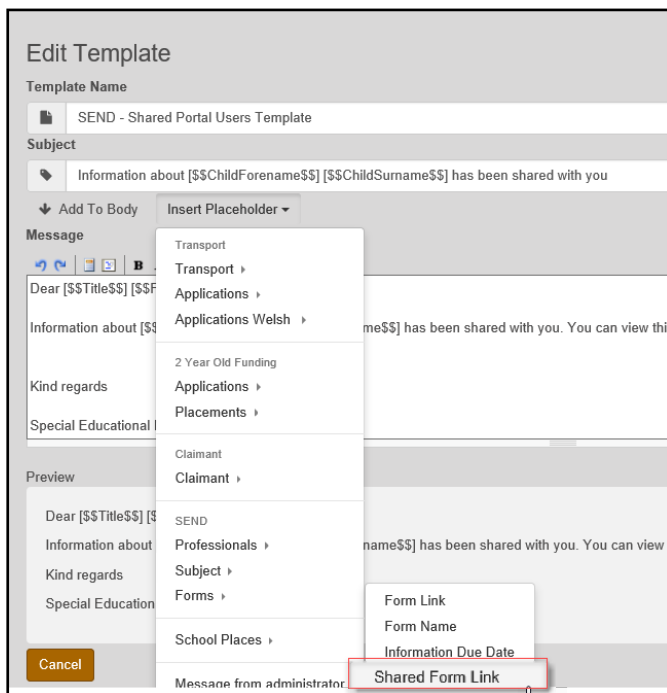 Edit Template
Template Name
SEND - Shared Portal Users Template
Subject
Information about [$$ChildForename$$] [$$ChildSurname$$] has been shared with you
Add To Body Insert Placeholder
Message
B
Dear [$$Title$$] [$$F
Information about [$$ me$$] has been shared with you. You can view thi
Kind regards
Special Educational
Transport
Transport
Applications
Applications Welsh
2 Year Old Funding
Applications
Placements
Claimant
Claimant
SEND
Professionals
Subject
Forms
School Places
Message from administrator
Form Link
Form Name
Information Due Date
Shared Form Link
Preview
Dear [$$Title$$] [$
Information about name$$] has been shared with you. You can view
Kind regards
Special Education
Cancel